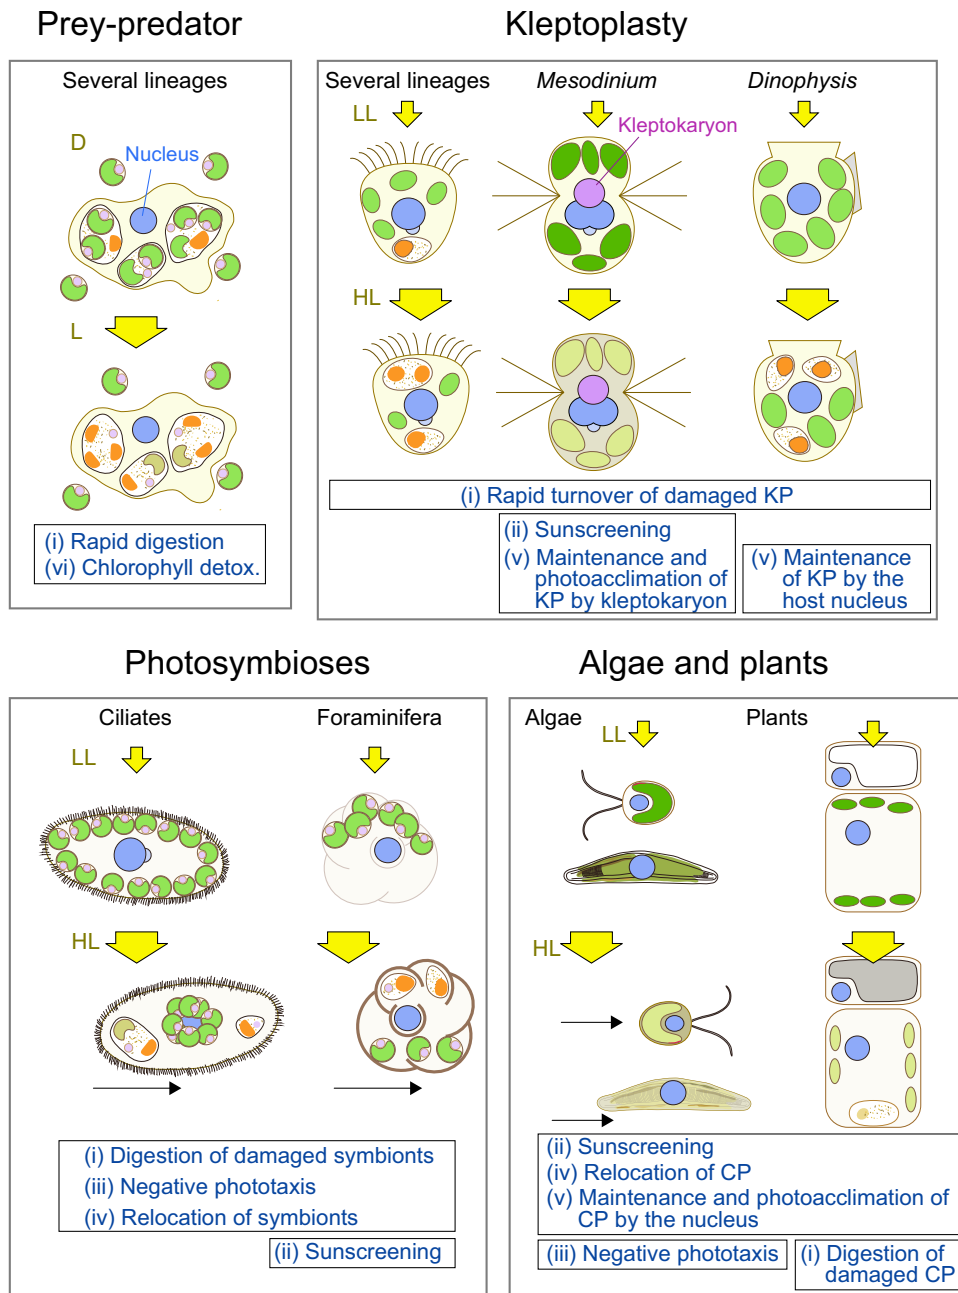 Prey-predator
Kleptoplasty
Several lineages
D
Nucleus
L
(i) Rapid digestion
(vi) Chlorophyll detox.
Several lineages
Mesodinium
Dinophysis
LL
Kleptokaryon
HL
(i) Rapid turnover of damaged KP
(ii) Sunscreening
(v) Maintenance and
photoacclimation of
KP by kleptokaryon
(v) Maintenance
of KP by the
host nucleus
Photosymbioses
Algae and plants
Ciliates
Foraminifera
LL
HL
(i) Digestion of damaged symbionts
(iii) Negative phototaxis
(iv) Relocation of symbionts
(ii) Sunscreening
Algae
Plants
LL
HL
(ii) Sunscreening
(iv) Relocation of CP
(v) Maintenance and photoacclimation of
CP by the nucleus
(iii) Negative phototaxis
(i) Digestion of
damaged CP